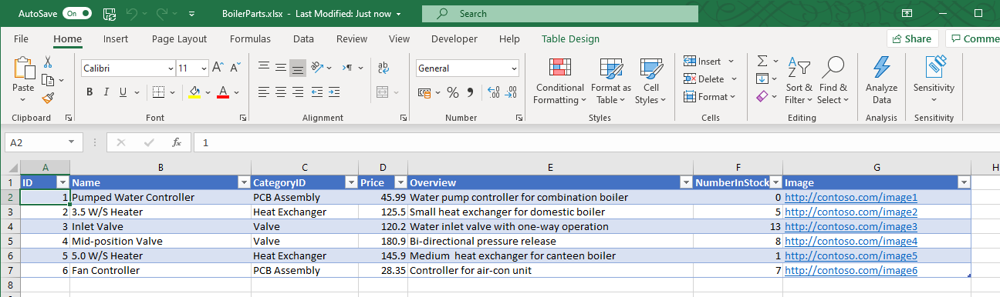 AutoSave On BoilerParts.xlsx - Last Modified: Just now Search
File Home Insert Page Layout Formulas Data Review View Developer Help Table Design Share Comme
Calibri 11 A A ab c General Insert Σ A Z
Paste Conditional Format as Cell Delete Sort & Find & Analyze Sensitivity
B I U A % , .00 .0 Formatting Table Styles Format Filter Select Data
Clipboard Font Alignment Number Styles Cells Editing Analysis Sensitivity
A2 fx 1
A B C D E F G H
1 ID Name CategoryID Price Overview NumberInStock Image
2 1 Pumped Water Controller PCB Assembly 45.99 Water pump controller for combination boiler 0 http://contoso.com/image1
3 2 3.5 W/S Heater Heat Exchanger 125.5 Small heat exchanger for domestic boiler 5 http://contoso.com/image2
4 3 Inlet Valve Valve 120.2 Water inlet valve with one-way operation 13 http://contoso.com/image3
5 4 Mid-position Valve Valve 180.9 Bi-directional pressure release 8 http://contoso.com/image4
6 5 5.0 W/S Heater Heat Exchanger 145.9 Medium  heat exchanger for canteen boiler 1 http://contoso.com/image5
7 6 Fan Controller PCB Assembly 28.35 Controller for air-con unit 7 http://contoso.com/image6
8